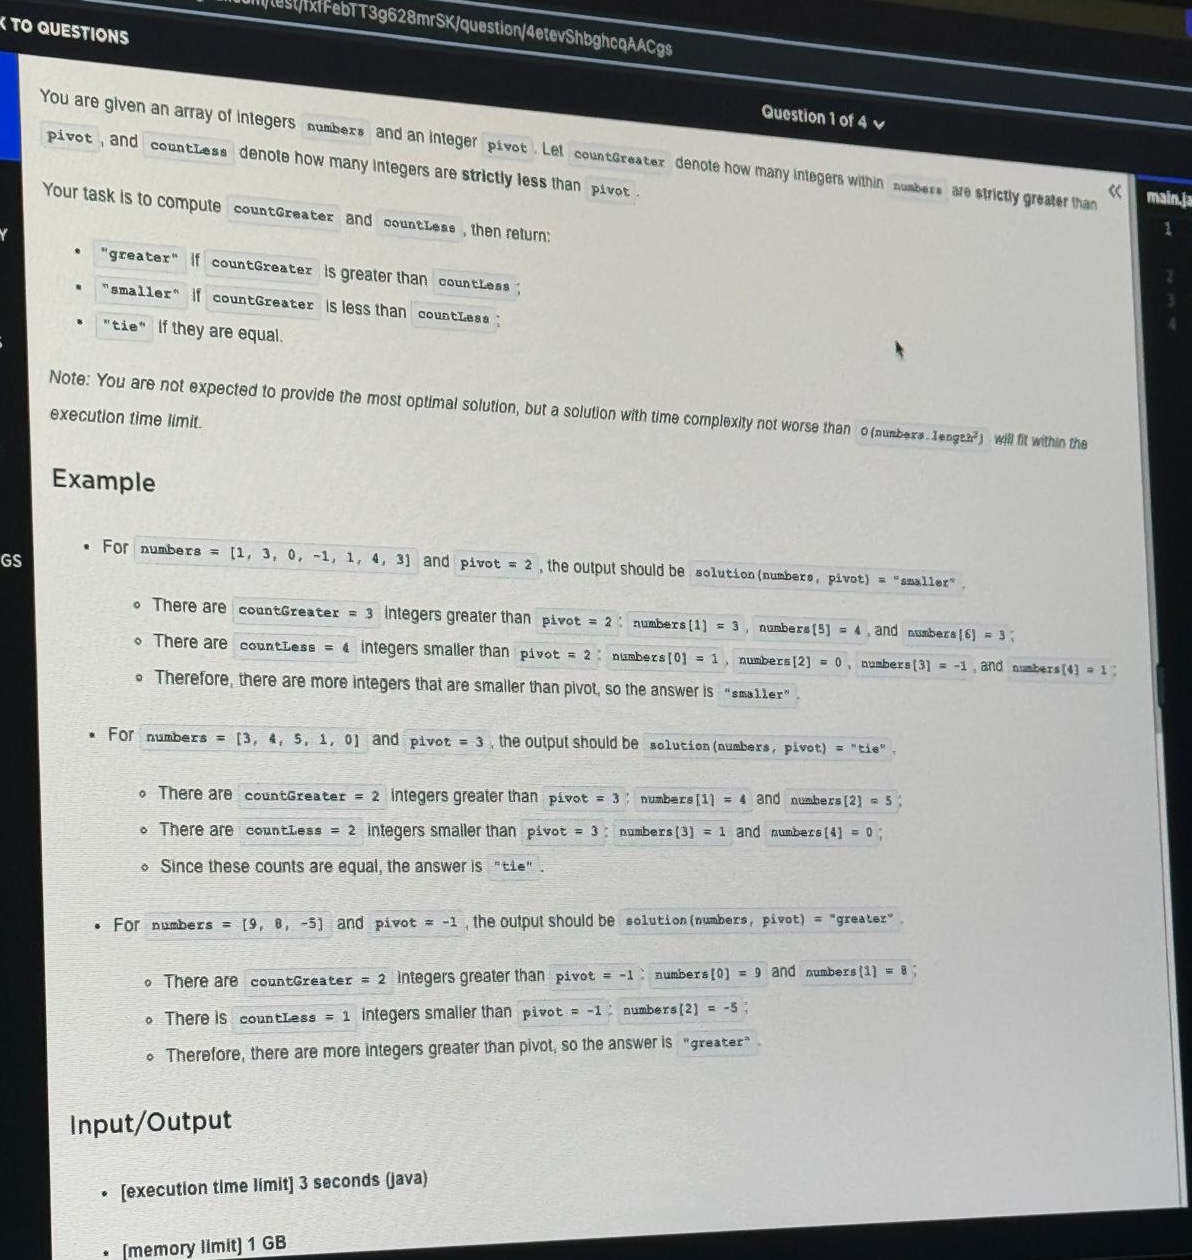 TO QUESTIONS
Question 1 of 4
main.ja
1
2
3
4
You are given an array of integers numbers and an integer pivot. Let countGreater denote how many integers within numbers are strictly greater than
pivot, and countLess denote how many integers are strictly less than pivot.
Your task is to compute countGreater and countLess, then return:
• "greater" if countGreater is greater than countLess;
• "smaller" if countGreater is less than countLess;
• "tie" if they are equal.
Note: You are not expected to provide the most optimal solution, but a solution with time complexity not worse than O(numbers.length²) will fit within the
execution time limit.
Example
• For numbers = [1, 3, 0, -1, 1, 4, 3] and pivot = 2, the output should be solution(numbers, pivot) = "smaller".
◦ There are countGreater = 3 integers greater than pivot = 2: numbers[1] = 3, numbers[5] = 4, and numbers[6] = 3;
◦ There are countLess = 4 integers smaller than pivot = 2: numbers[0] = 1, numbers[2] = 0, numbers[3] = -1, and numbers[4] = 1;
◦ Therefore, there are more integers that are smaller than pivot, so the answer is "smaller".
• For numbers = [3, 4, 5, 1, 0] and pivot = 3, the output should be solution(numbers, pivot) = "tie".
◦ There are countGreater = 2 integers greater than pivot = 3: numbers[1] = 4 and numbers[2] = 5;
◦ There are countLess = 2 integers smaller than pivot = 3: numbers[3] = 1 and numbers[4] = 0;
◦ Since these counts are equal, the answer is "tie".
• For numbers = [9, 8, -5] and pivot = -1, the output should be solution(numbers, pivot) = "greater".
◦ There are countGreater = 2 integers greater than pivot = -1: numbers[0] = 9 and numbers[1] = 8;
◦ There is countLess = 1 integers smaller than pivot = -1: numbers[2] = -5;
◦ Therefore, there are more integers greater than pivot, so the answer is "greater".
GS
Input/Output
• [execution time limit] 3 seconds (java)
• [memory limit] 1 GB